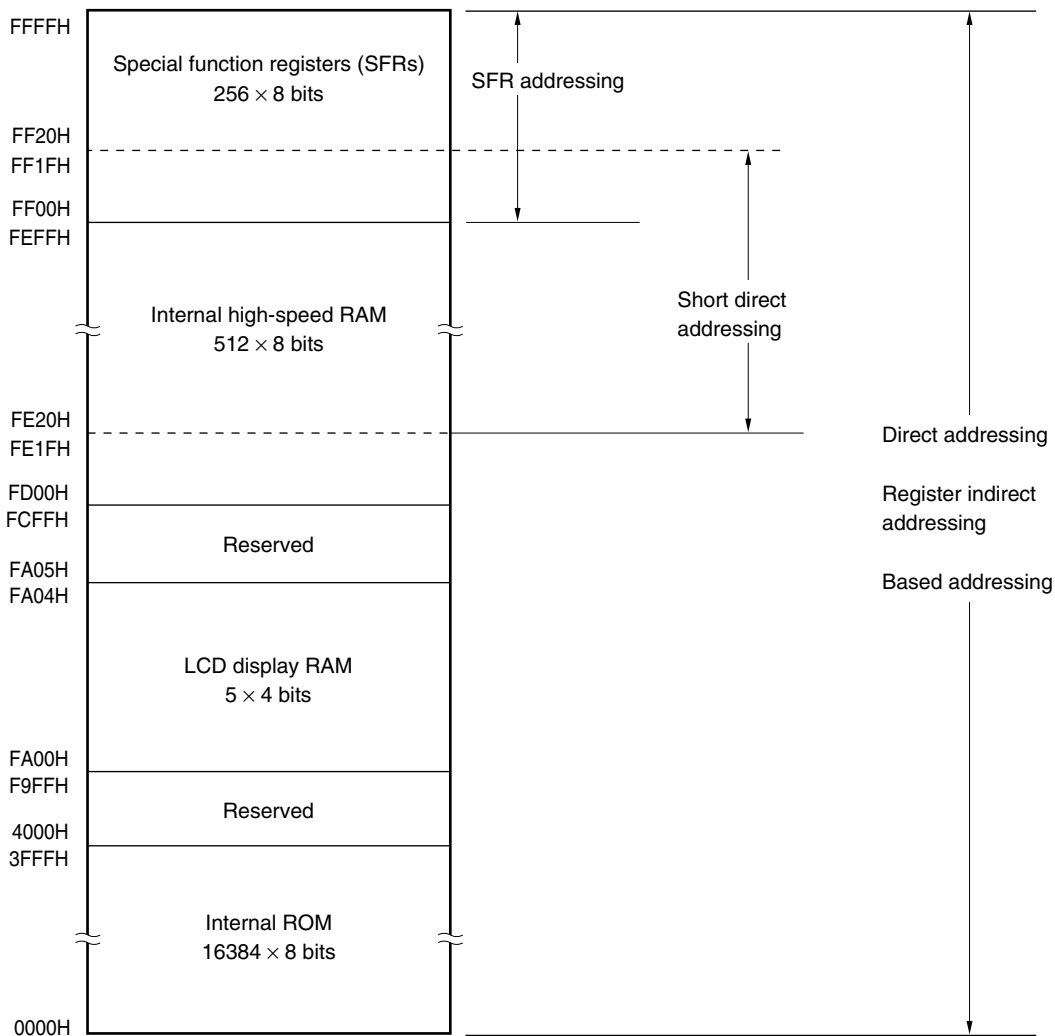 FFFFH
Special function registers (SFRs)
256 × 8 bits
SFR addressing
FF20H
FF1FH
FF00H
FEFFH
Internal high-speed RAM
512 × 8 bits
Short direct
addressing
FE20H
FE1FH
Direct addressing
Register indirect
addressing
Based addressing
FD00H
FCFFH
Reserved
FA05H
FA04H
LCD display RAM
5 × 4 bits
FA00H
F9FFH
Reserved
4000H
3FFFH
Internal ROM
16384 × 8 bits
0000H